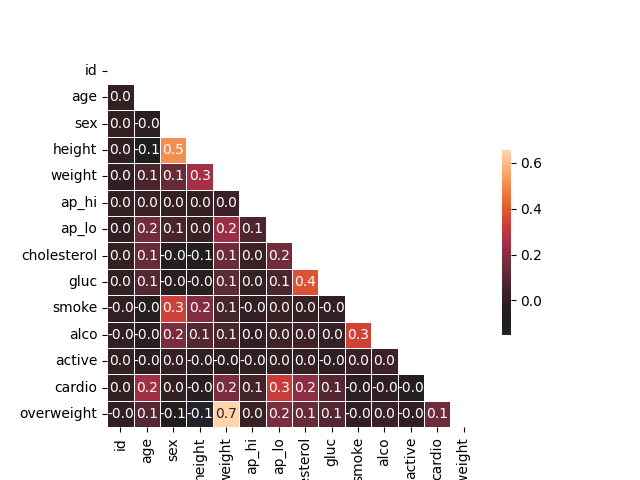 id
age 0.0
sex 0.0 -0.0
height 0.0 -0.1 0.5
weight 0.0 0.1 0.1 0.3
ap_hi 0.0 0.0 0.0 0.0 0.0
ap_lo 0.0 0.2 0.1 0.0 0.2 0.1
cholesterol 0.0 0.1 -0.0 -0.1 0.1 0.0 0.2
gluc 0.0 0.1 -0.0 -0.0 0.1 0.0 0.1 0.4
smoke -0.0 -0.0 0.3 0.2 0.1 -0.0 0.0 0.0 -0.0
alco -0.0 -0.0 0.2 0.1 0.1 0.0 0.0 0.0 0.0 0.3
active 0.0 -0.0 0.0 -0.0 -0.0 -0.0 0.0 0.0 -0.0 0.0 0.0
cardio 0.0 0.2 0.0 -0.0 0.2 0.1 0.3 0.2 0.1 -0.0 -0.0 -0.0
overweight -0.0 0.1 -0.1 -0.1 0.7 0.0 0.2 0.1 0.1 -0.0 0.0 -0.0 0.1
id
age
sex
height
weight
ap_hi
ap_lo
esterol
gluc
smoke
alco
active
cardio
weight
0.6
0.4
0.2
0.0